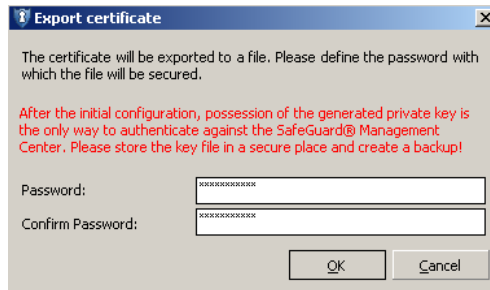 Export certificate
The certificate will be exported to a file. Please define the password with
which the file will be secured.
After the initial configuration, possession of the generated private key is
the only way to authenticate against the SafeGuard® Management
Center. Please store the key file in a secure place and create a backup!
Password:
xxxxxxxxxxx
Confirm Password:
xxxxxxxxxxx
OK Cancel